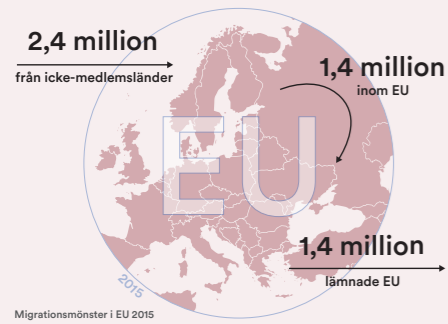 2,4 million
från icke-medlemsländer
1,4 million
inom EU
EU
1,4 million
lämnade EU
2015
Migrationsmönster i EU 2015